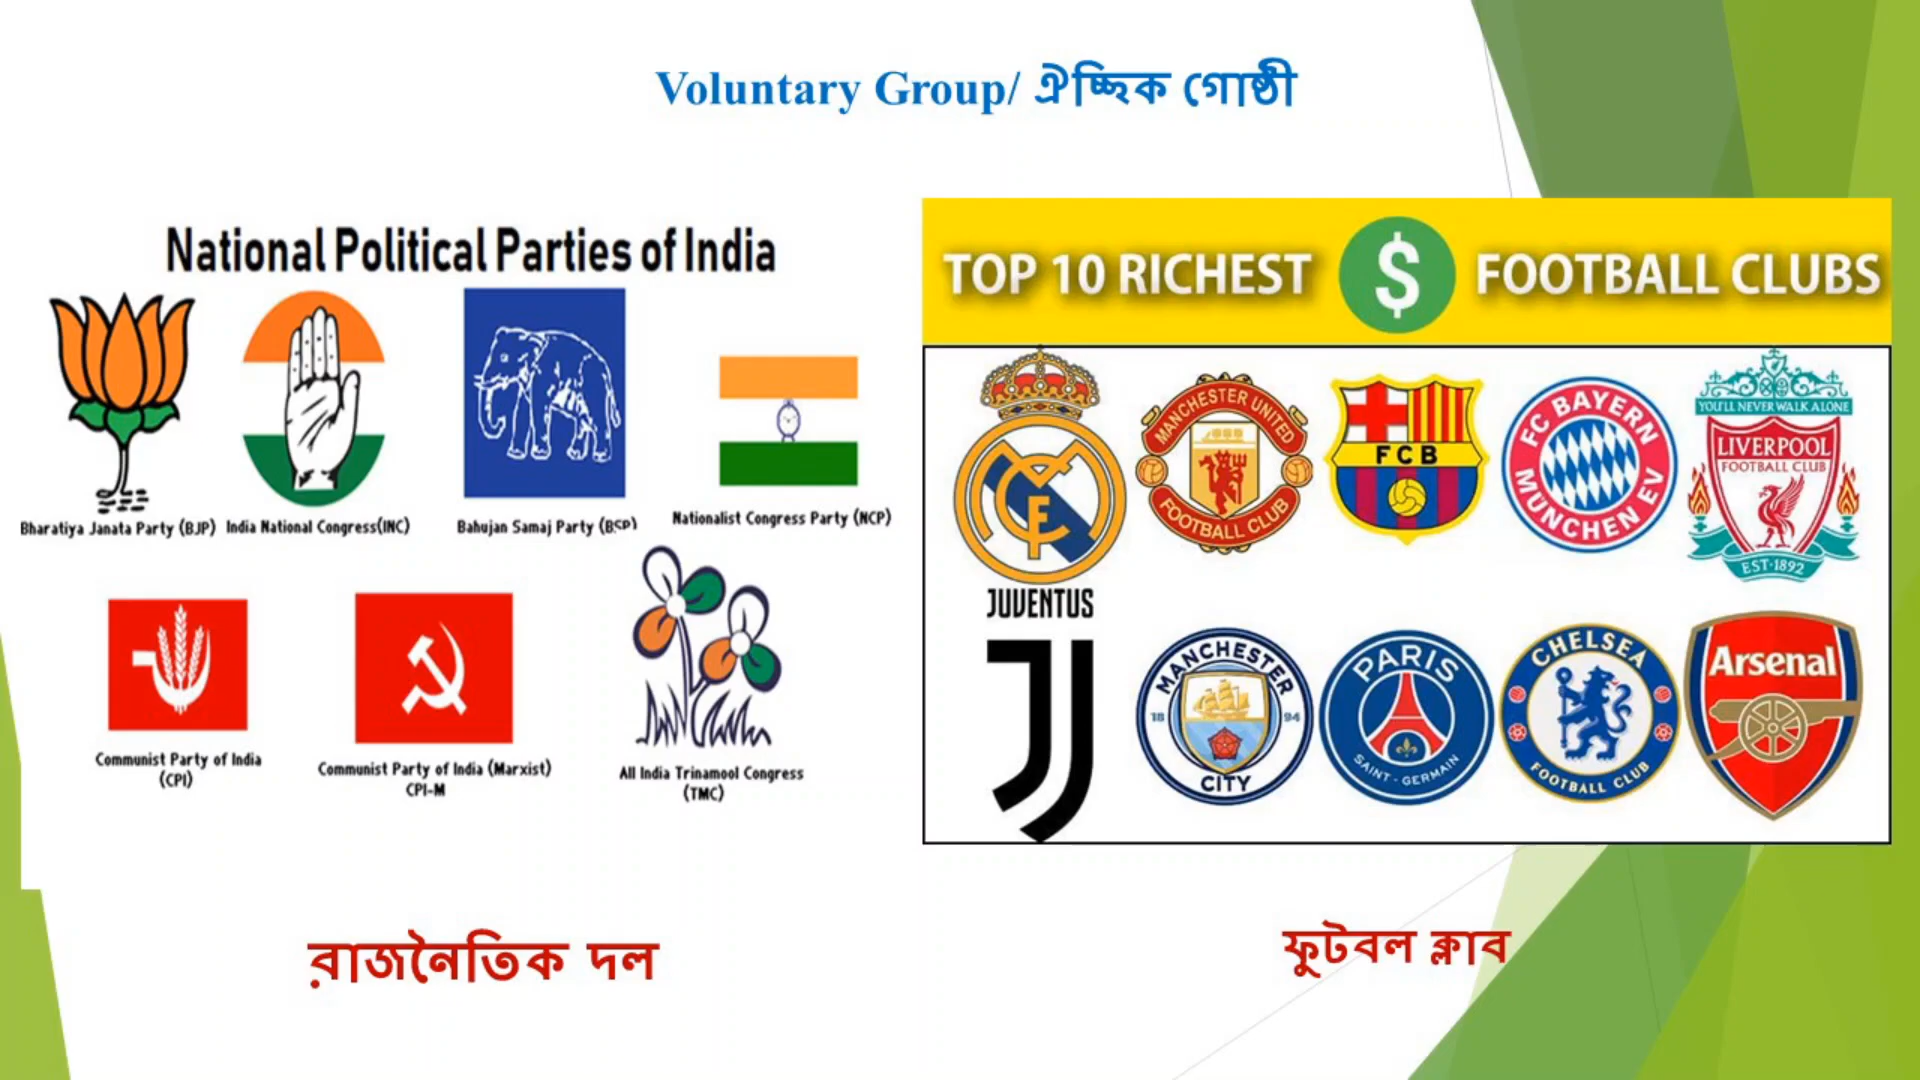 Voluntary Group/ ঐচ্ছিক গোষ্ঠী
National Political Parties of India
Bharatiya Janata Party (BJP)
India National Congress(INC)
Bahujan Samaj Party (BSP)
Nationalist Congress Party (NCP)
Communist Party of India
(CPI)
Communist Party of India (Marxist)
CPI-M
All India Trinamool Congress
(TMC)
TOP 10 RICHEST $ FOOTBALL CLUBS
MANCHESTER UNITED
FOOTBALL CLUB
FCB
FC BAYERN
MÜNCHEN EV
YOU'LL NEVER WALK ALONE
LIVERPOOL
FOOTBALL CLUB
EST·1892
JUVENTUS
MANCHESTER
18 94
CITY
PARIS
SAINT-GERMAIN
CHELSEA
FOOTBALL CLUB
Arsenal
রাজনৈতিক দল
ফুটবল ক্লাব